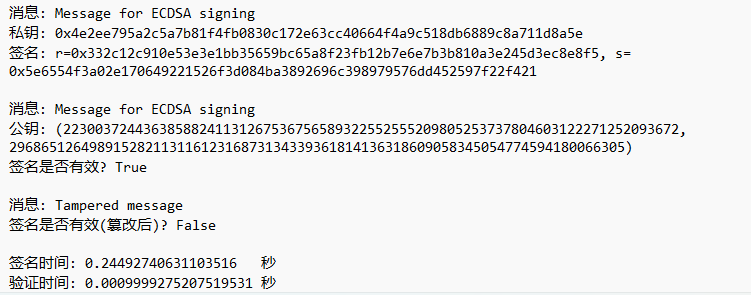 消息: Message for ECDSA signing
私钥: 0x4e2ee795a2c5a7b81f4fb0830c172e63cc40664f4a9c518db6889c8a711d8a5e
签名: r=0x332c12c910e53e3e1bb35659bc65a8f23fb12b7e6e7b3b810a3e245d3ec8e8f5, s=
0x5e6554f3a02e170649221526f3d084ba3892696c398979576dd452597f22f421
消息: Message for ECDSA signing
公钥: (22300372443638588241131267536756589322552555209805253737804603122271252093672,
29686512649891528211311612316873134339361814136318609058345054774594180066305)
签名是否有效? True
消息: Tampered message
签名是否有效(篡改后)? False
签名时间: 0.24492740631103516 秒
验证时间: 0.0009999275207519531 秒